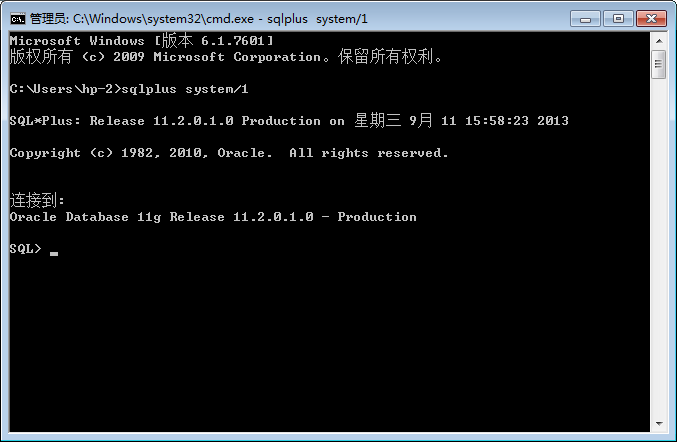 管理员: C:\Windows\system32\cmd.exe - sqlplus  system/1
Microsoft Windows [版本 6.1.7601]
版权所有 (c) 2009 Microsoft Corporation。保留所有权利。
C:\Users\hp-2>sqlplus system/1
SQL*Plus: Release 11.2.0.1.0 Production on 星期三 9月 11 15:58:23 2013
Copyright (c) 1982, 2010, Oracle.  All rights reserved.
连接到:
Oracle Database 11g Release 11.2.0.1.0 - Production
SQL>